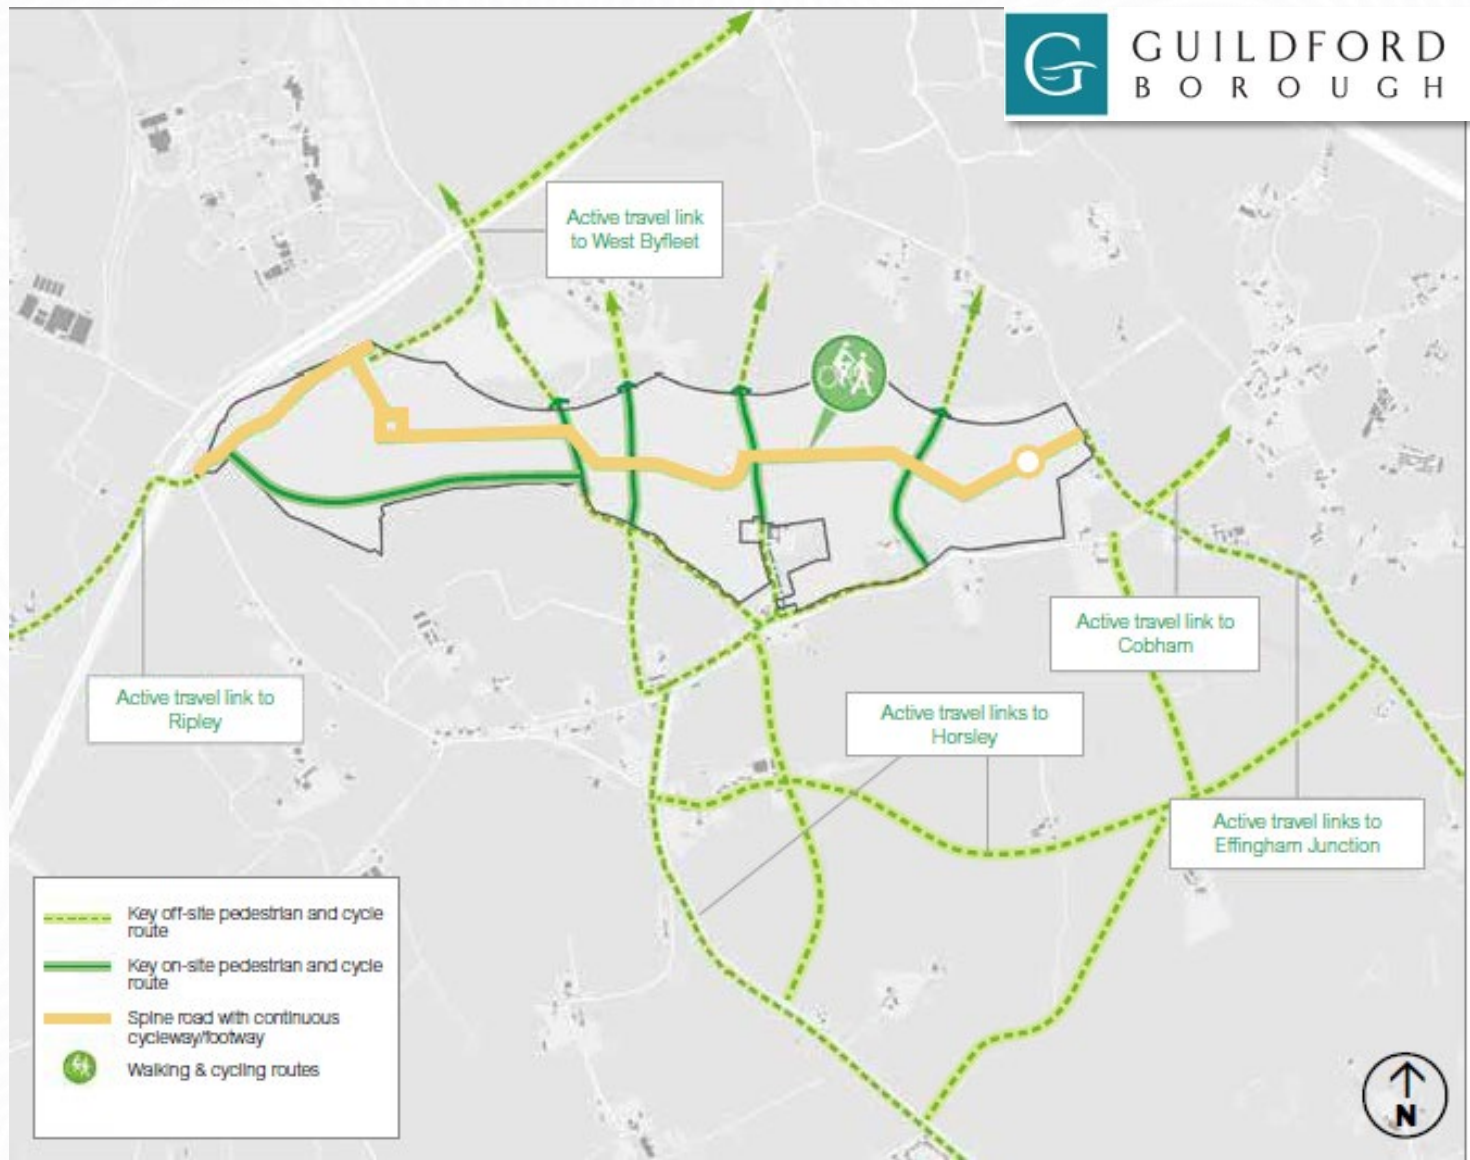 GUILDFORD
BOROUGH
Active travel link
to West Byfleet
Active travel link to
Cobham
Active travel link to
Ripley
Active travel links to
Horsley
Active travel links to
Effingham Junction
Key off-site pedestrian and cycle
route
Key on-site pedestrian and cycle
route
Spine road with continuous
cycleway/footway
Walking & cycling routes
N